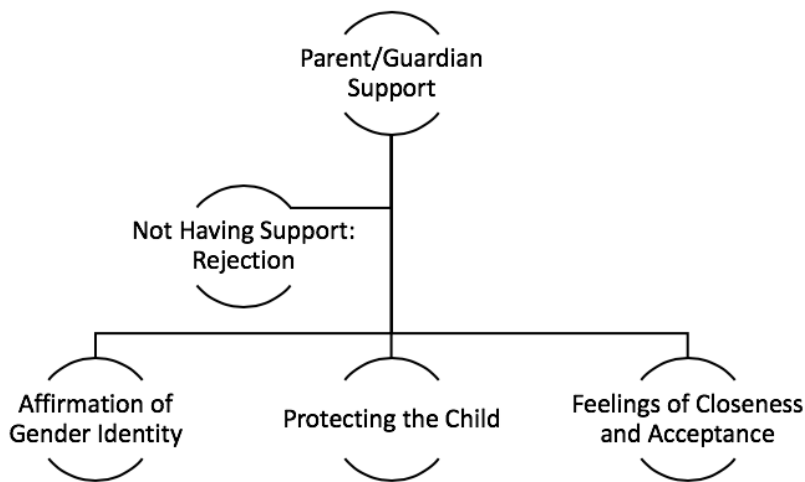 Parent/Guardian
Support
Not Having Support:
Rejection
Affirmation of
Gender Identity
Protecting the Child
Feelings of Closeness
and Acceptance